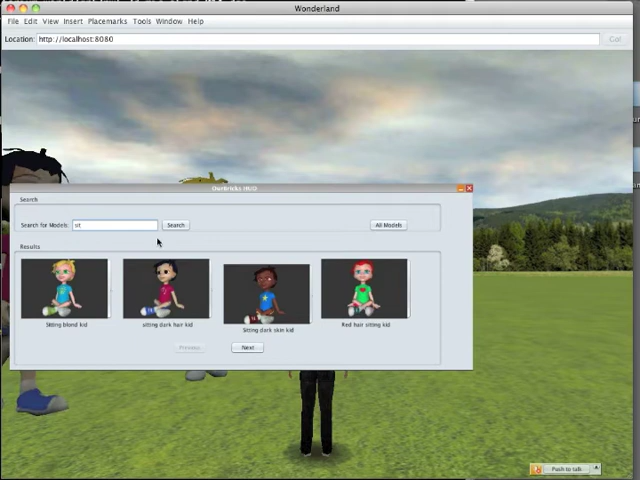 Wonderland
File Edit View Insert Placemarks Tools Window Help
Location: http://localhost:8080 Go!
Search
Search for Models: sit Search All Models
Results
Sitting blond kid sitting dark hair kid Sitting dark skin kid Red hair sitting kid
Previous Next
Push to talk